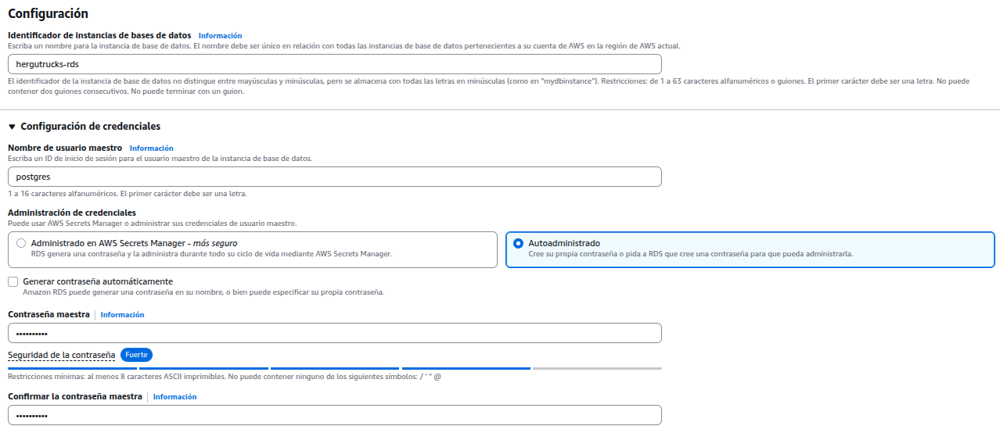 Configuración
Identificador de instancias de bases de datos Información
Escriba un nombre para la instancia de base de datos. El nombre debe ser único en relación con todas las instancias de base de datos pertenecientes a su cuenta de AWS en la región de AWS actual.
hergutrucks-rds
El identificador de la instancia de base de datos no distingue entre mayúsculas y minúsculas, pero se almacena con todas las letras en minúsculas (como en "mydbinstance"). Restricciones: de 1 a 63 caracteres alfanuméricos o guiones. El primer carácter debe ser una letra. No puede
contener dos guiones consecutivos. No puede terminar con un guion.
Configuración de credenciales
Nombre de usuario maestro Información
Escriba un ID de inicio de sesión para el usuario maestro de la instancia de base de datos.
postgres
1 a 16 caracteres alfanuméricos. El primer carácter debe ser una letra.
Administración de credenciales
Puede usar AWS Secrets Manager o administrar sus credenciales de usuario maestro.
Administrado en AWS Secrets Manager - más seguro
RDS genera una contraseña y la administra durante todo su ciclo de vida mediante AWS Secrets Manager.
Autoadministrado
Cree su propia contraseña o pida a RDS que cree una contraseña para que pueda administrarla.
Generar contraseña automáticamente
Amazon RDS puede generar una contraseña en su nombre, o bien puede especificar su propia contraseña.
Contraseña maestra Información
••••••••••
Seguridad de la contraseña Fuerte
Restricciones mínimas: al menos 8 caracteres ASCII imprimibles. No puede contener ninguno de los siguientes símbolos: / ' " @
Confirmar la contraseña maestra Información
••••••••••